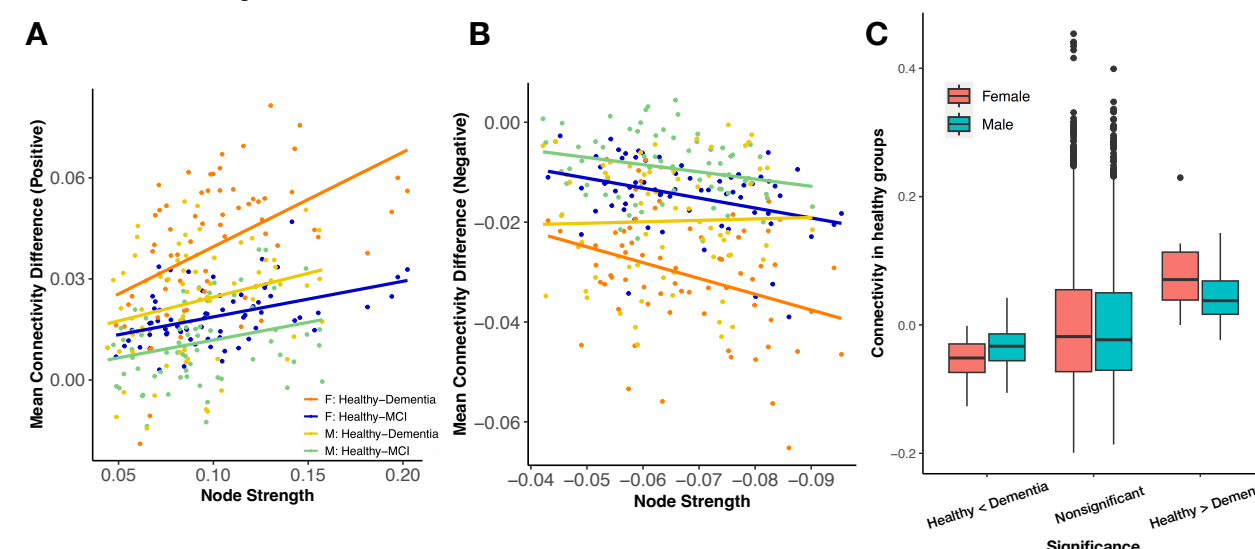 A
Mean Connectivity Difference (Positive)
0.06
0.03
0.00
0.05
0.10
0.15
0.20
Node Strength
F: Healthy−Dementia
F: Healthy−MCI
M: Healthy−Dementia
M: Healthy−MCI
B
Mean Connectivity Difference (Negative)
0.00
−0.02
−0.04
−0.06
−0.04
−0.05
−0.06
−0.07
−0.08
−0.09
Node Strength
C
Connectivity in healthy groups
0.4
0.2
0.0
−0.2
Female
Male
Healthy < Dementia
Nonsignificant
Healthy > Demen
Significance